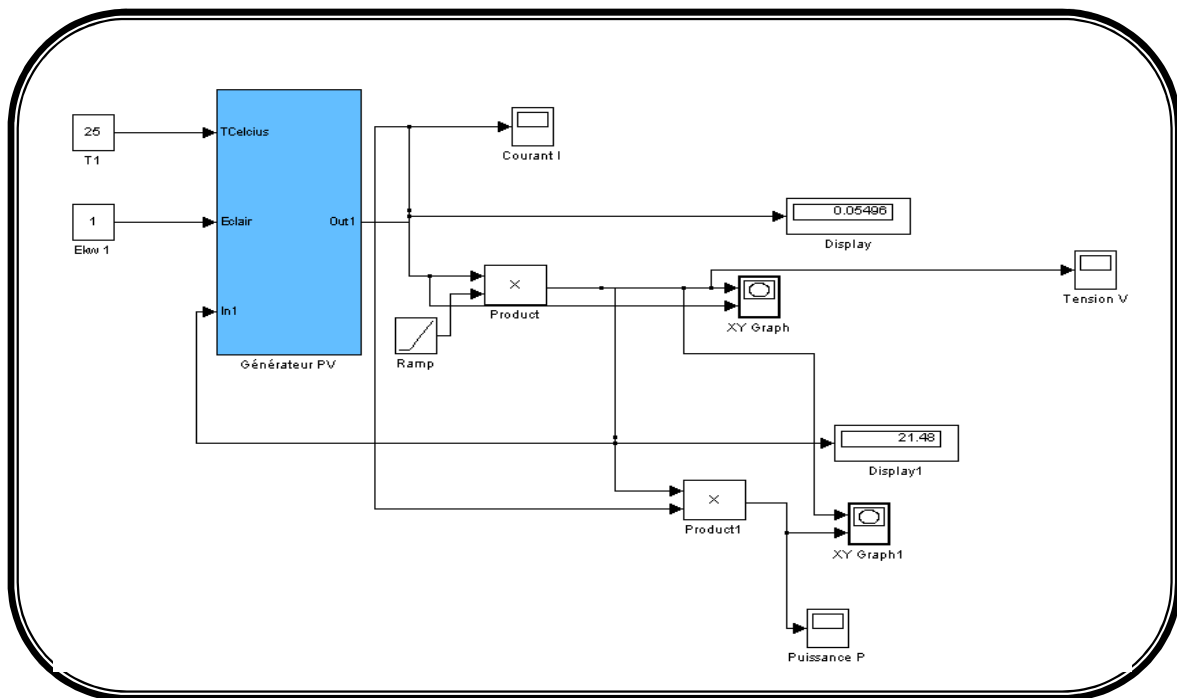 25
T1
1
Ekw 1
TCelcius
Eclair
Out1
In1
Générateur PV
Courant I
0.05496
Display
Tension V
×
Product
XY Graph
Ramp
21.48
Display1
×
Product1
XY Graph1
Puissance P